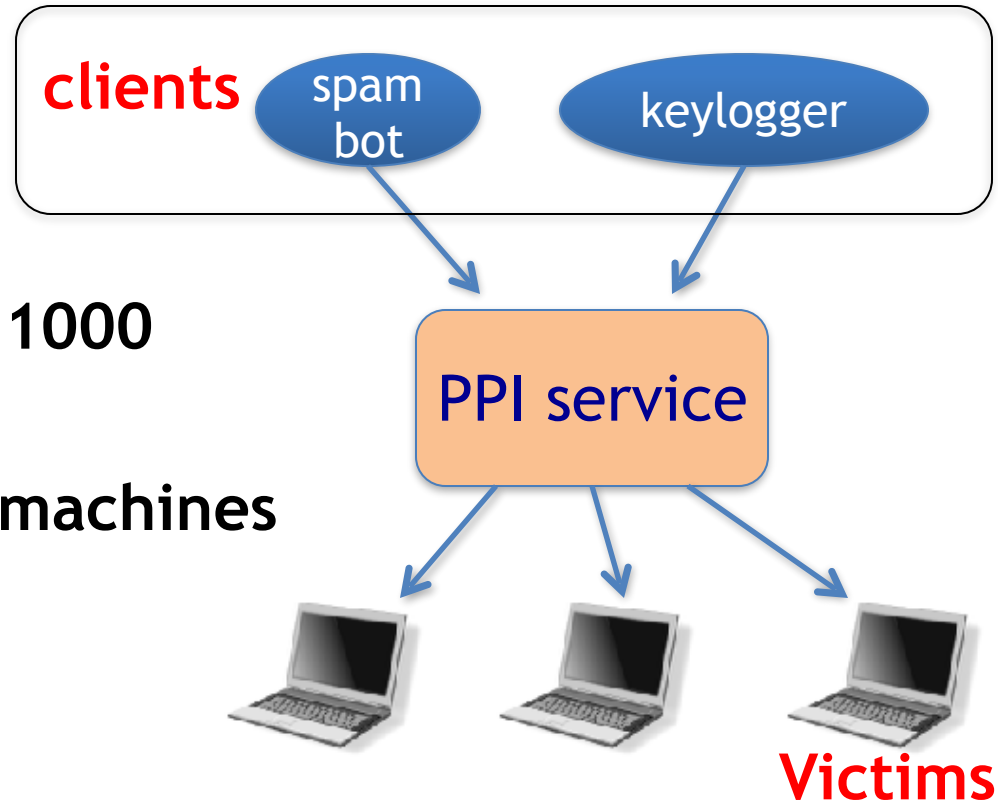 clients
spam
bot
keylogger
1000
PPI service
machines
Victims